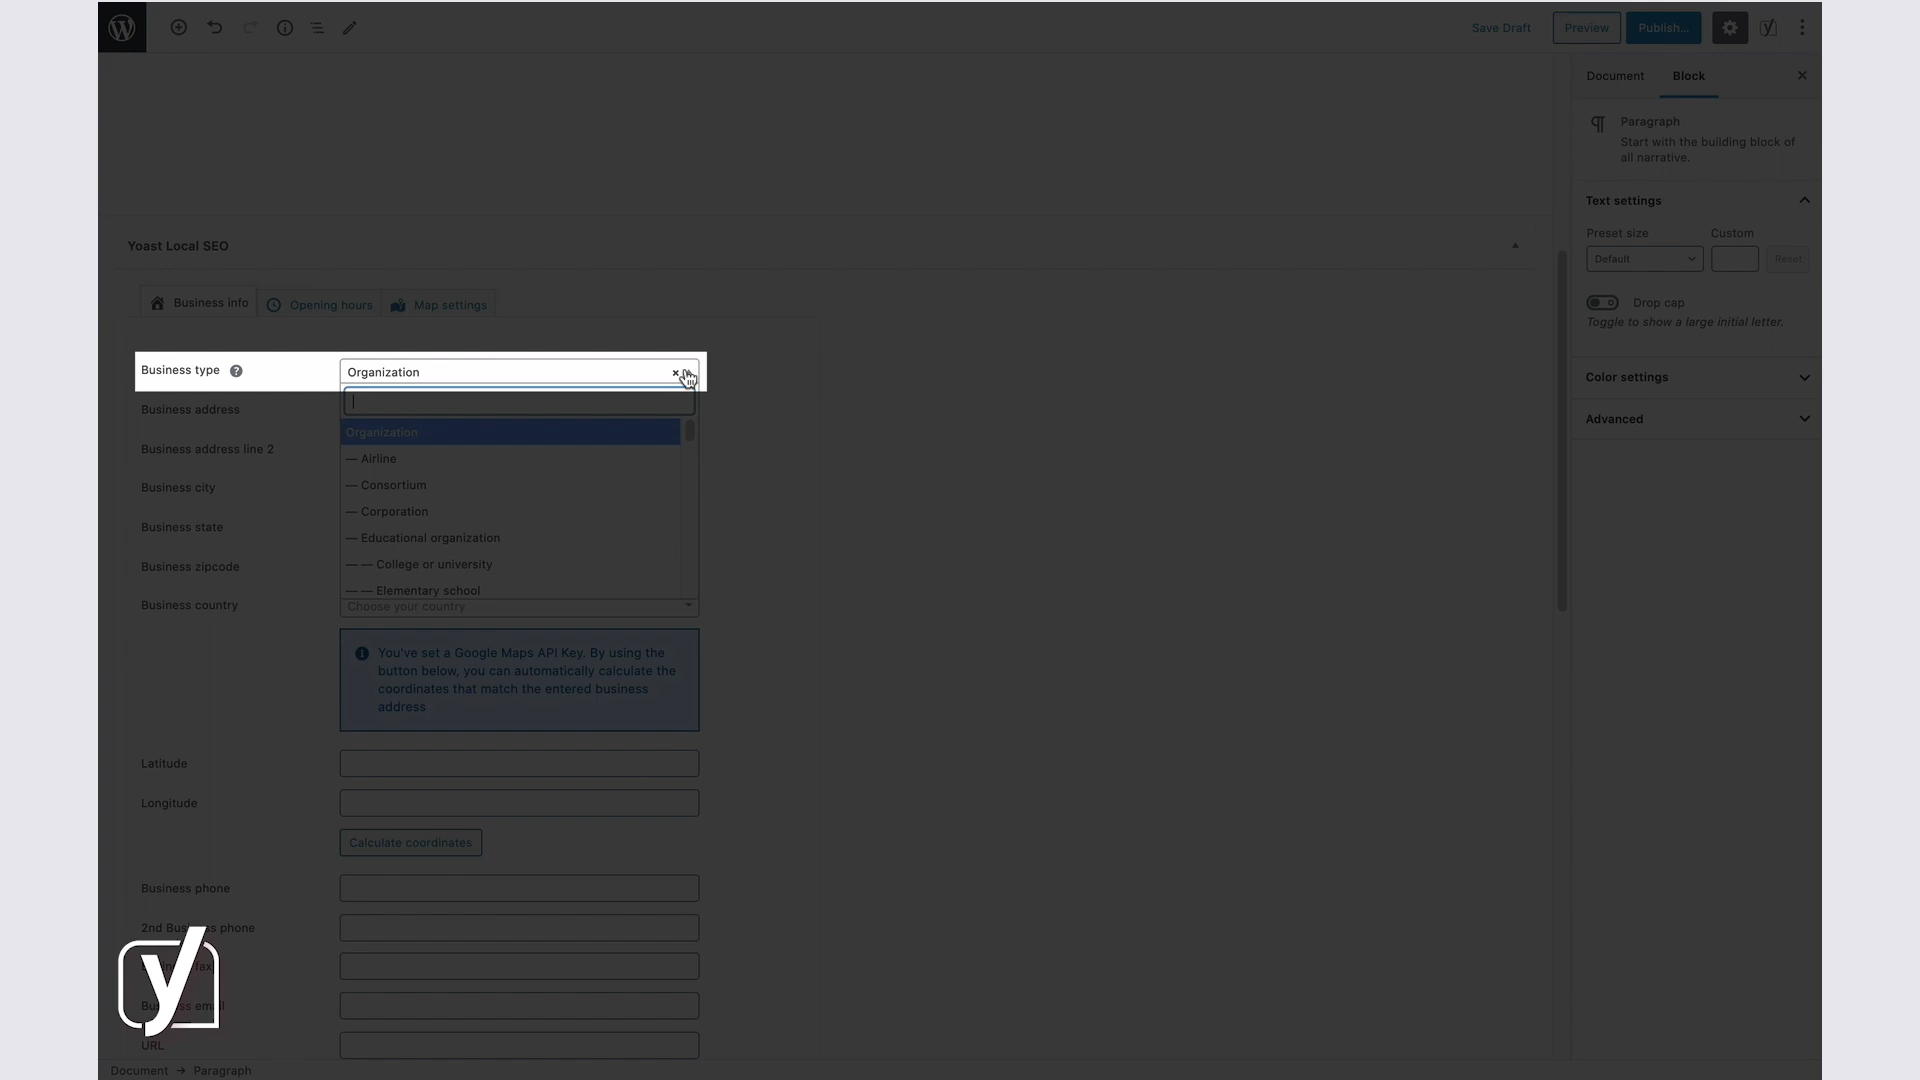 Save Draft
Preview
Publish...
Document
Block
Paragraph
Start with the building block of
all narrative.
Text settings
Preset size
Custom
Default
Reset
Drop cap
Toggle to show a large initial letter.
Color settings
Advanced
Yoast Local SEO
Business info
Opening hours
Map settings
Business type
Organization
Business address
Organization
Business address line 2
— Airline
— Consortium
Business city
— Corporation
Business state
— Educational organization
— — College or university
Business zipcode
— — Elementary school
Business country
Choose your country
You've set a Google Maps API Key. By using the
button below, you can automatically calculate the
coordinates that match the entered business
address
Latitude
Longitude
Calculate coordinates
Business phone
2nd Business phone
URL
Document → Paragraph